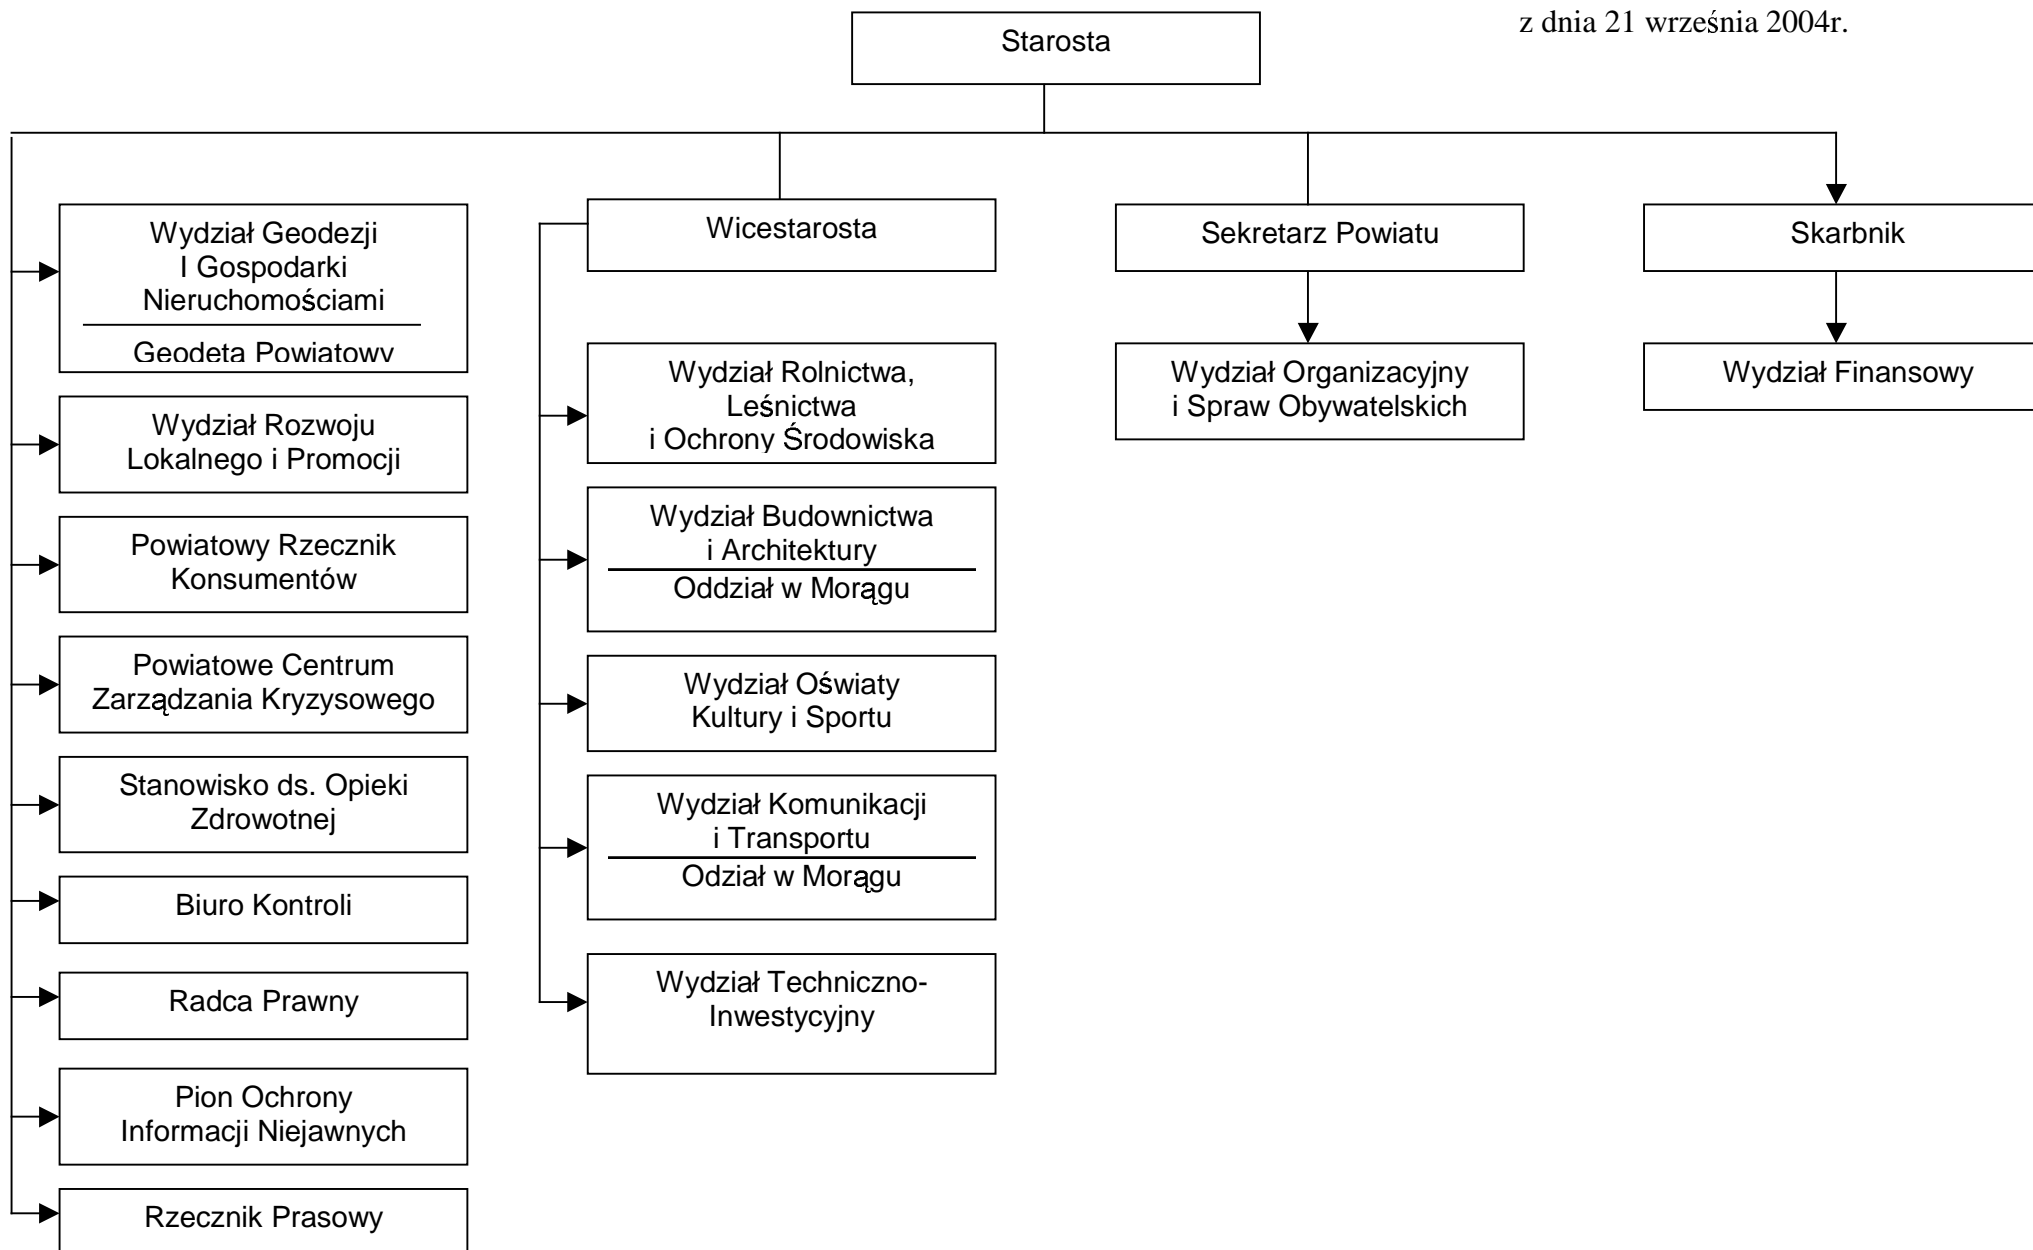 z dnia 21 września 2004r.
Starosta
Wydział Geodezji
I Gospodarki
Nieruchomościami
Geodeta Powiatowy
Wydział Rozwoju
Lokalnego i Promocji
Powiatowy Rzecznik
Konsumentów
Powiatowe Centrum
Zarządzania Kryzysowego
Stanowisko ds. Opieki
Zdrowotnej
Biuro Kontroli
Radca Prawny
Pion Ochrony
Informacji Niejawnych
Rzecznik Prasowy
Wicestarosta
Wydział Rolnictwa,
Leśnictwa
i Ochrony Środowiska
Wydział Budownictwa
i Architektury
Oddział w Morągu
Wydział Oświaty
Kultury i Sportu
Wydział Komunikacji
i Transportu
Odział w Morągu
Wydział Techniczno-
Inwestycyjny
Sekretarz Powiatu
Wydział Organizacyjny
i Spraw Obywatelskich
Skarbnik
Wydział Finansowy